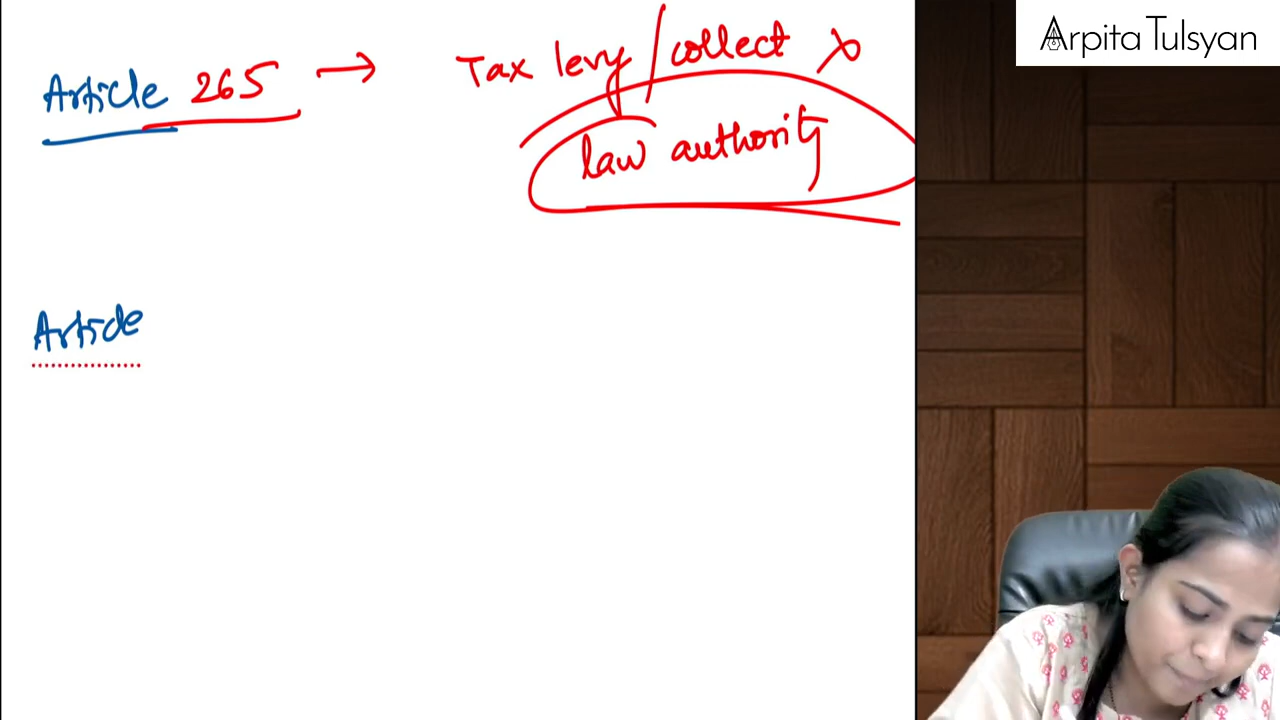 Arpita Tulsyan
Article 265 → Tax levy / collect x
law authority
Article